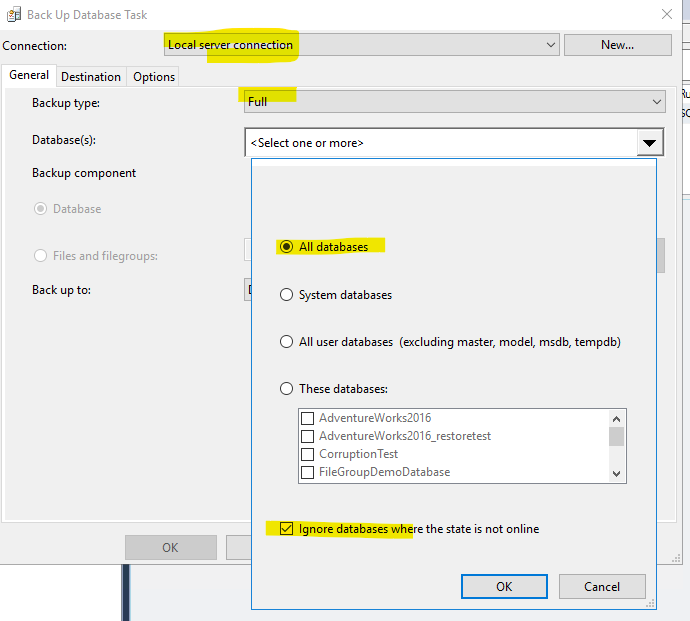 Back Up Database Task
Connection:
Local server connection
New...
General
Destination
Options
Backup type:
Full
Database(s):
<Select one or more>
Backup component
Database
Files and filegroups:
Back up to:
All databases
System databases
All user databases (excluding master, model, msdb, tempdb)
These databases:
AdventureWorks2016
AdventureWorks2016_restoretest
CorruptionTest
FileGroupDemoDatabase
Ignore databases where the state is not online
OK
Cancel
OK